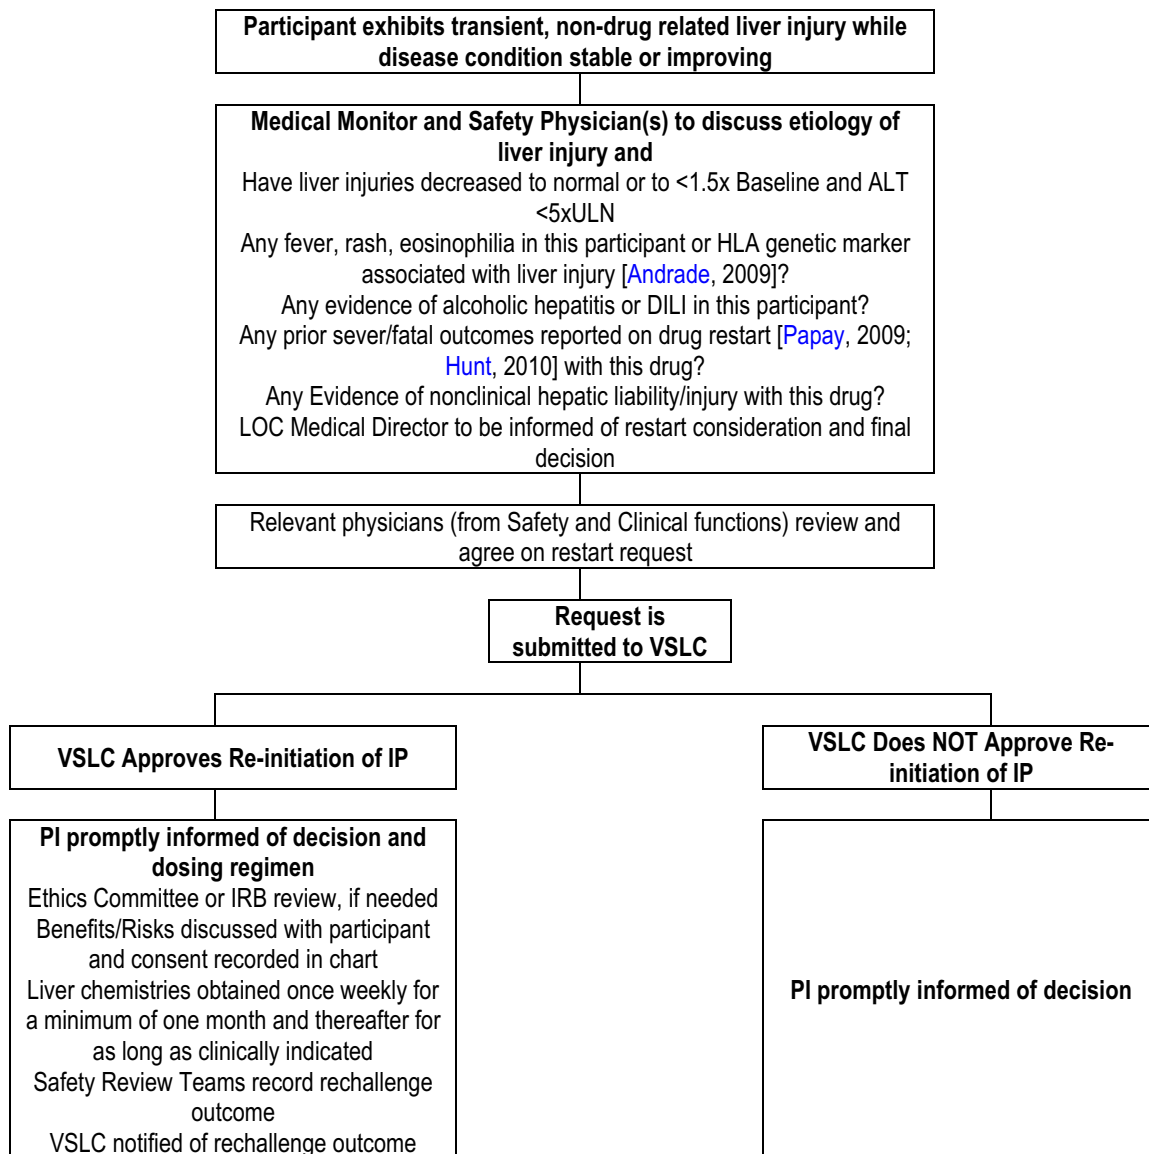 Participant exhibits transient, non-drug related liver injury while
disease condition stable or improving
Medical Monitor and Safety Physician(s) to discuss etiology of
liver injury and
Have liver injuries decreased to normal or to <1.5x Baseline and ALT
<5xULN
Any fever, rash, eosinophilia in this participant or HLA genetic marker
associated with liver injury [Andrade, 2009]?
Any evidence of alcoholic hepatitis or DILI in this participant?
Any prior sever/fatal outcomes reported on drug restart [Papay, 2009;
Hunt, 2010] with this drug?
Any Evidence of nonclinical hepatic liability/injury with this drug?
LOC Medical Director to be informed of restart consideration and final
decision
Relevant physicians (from Safety and Clinical functions) review and
agree on restart request
Request is
submitted to VSLC
VSLC Approves Re-initiation of IP
PI promptly informed of decision and
dosing regimen
Ethics Committee or IRB review, if needed
Benefits/Risks discussed with participant
and consent recorded in chart
Liver chemistries obtained once weekly for
a minimum of one month and thereafter for
as long as clinically indicated
Safety Review Teams record rechallenge
outcome
VSLC notified of rechallenge outcome
VSLC Does NOT Approve Re-
initiation of IP
PI promptly informed of decision